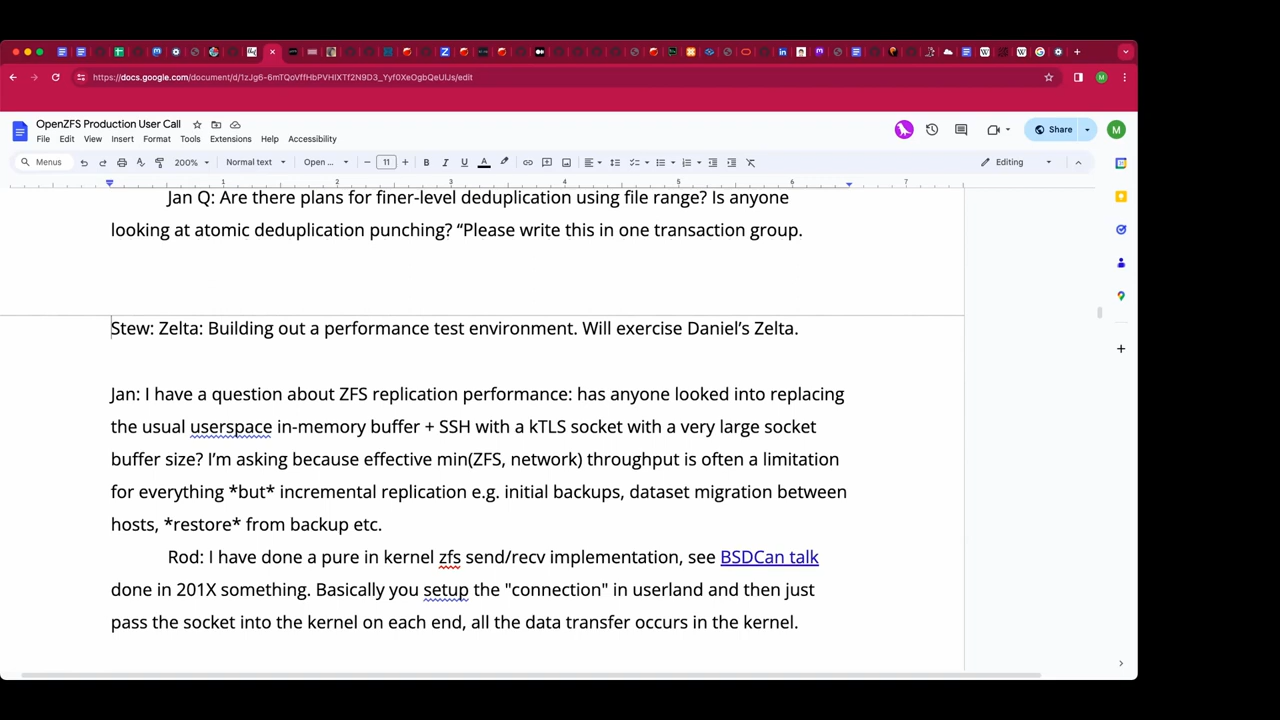 https://docs.google.com/document/d/1zJg6-6mTQoVffHbPVHIXTf2N9D3_Yyf0XeOgbQeUIJs/edit
OpenZFS Production User Call
File Edit View Insert Format Tools Extensions Help Accessibility
Share
M
Menus 200% Normal text Open ... 11 Editing
1 2 3 4 5 6 7
Jan Q: Are there plans for finer-level deduplication using file range? Is anyone
looking at atomic deduplication punching? “Please write this in one transaction group.
Stew: Zelta: Building out a performance test environment. Will exercise Daniel’s Zelta.
Jan: I have a question about ZFS replication performance: has anyone looked into replacing
the usual userspace in-memory buffer + SSH with a kTLS socket with a very large socket
buffer size? I’m asking because effective min(ZFS, network) throughput is often a limitation
for everything *but* incremental replication e.g. initial backups, dataset migration between
hosts, *restore* from backup etc.
Rod: I have done a pure in kernel zfs send/recv implementation, see BSDCan talk
done in 201X something. Basically you setup the "connection" in userland and then just
pass the socket into the kernel on each end, all the data transfer occurs in the kernel.